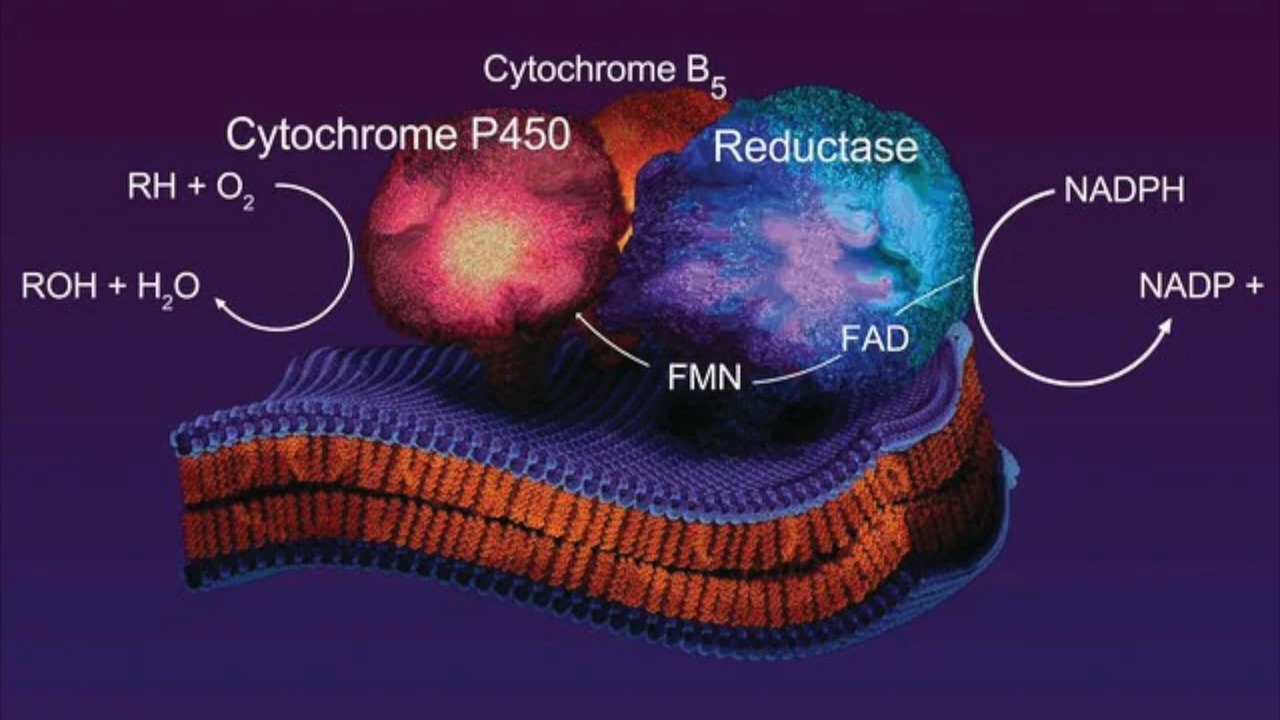 Cytochrome B5
Cytochrome P450
Reductase
RH + O2
NADPH
ROH + H2O
NADP +
FAD
FMN